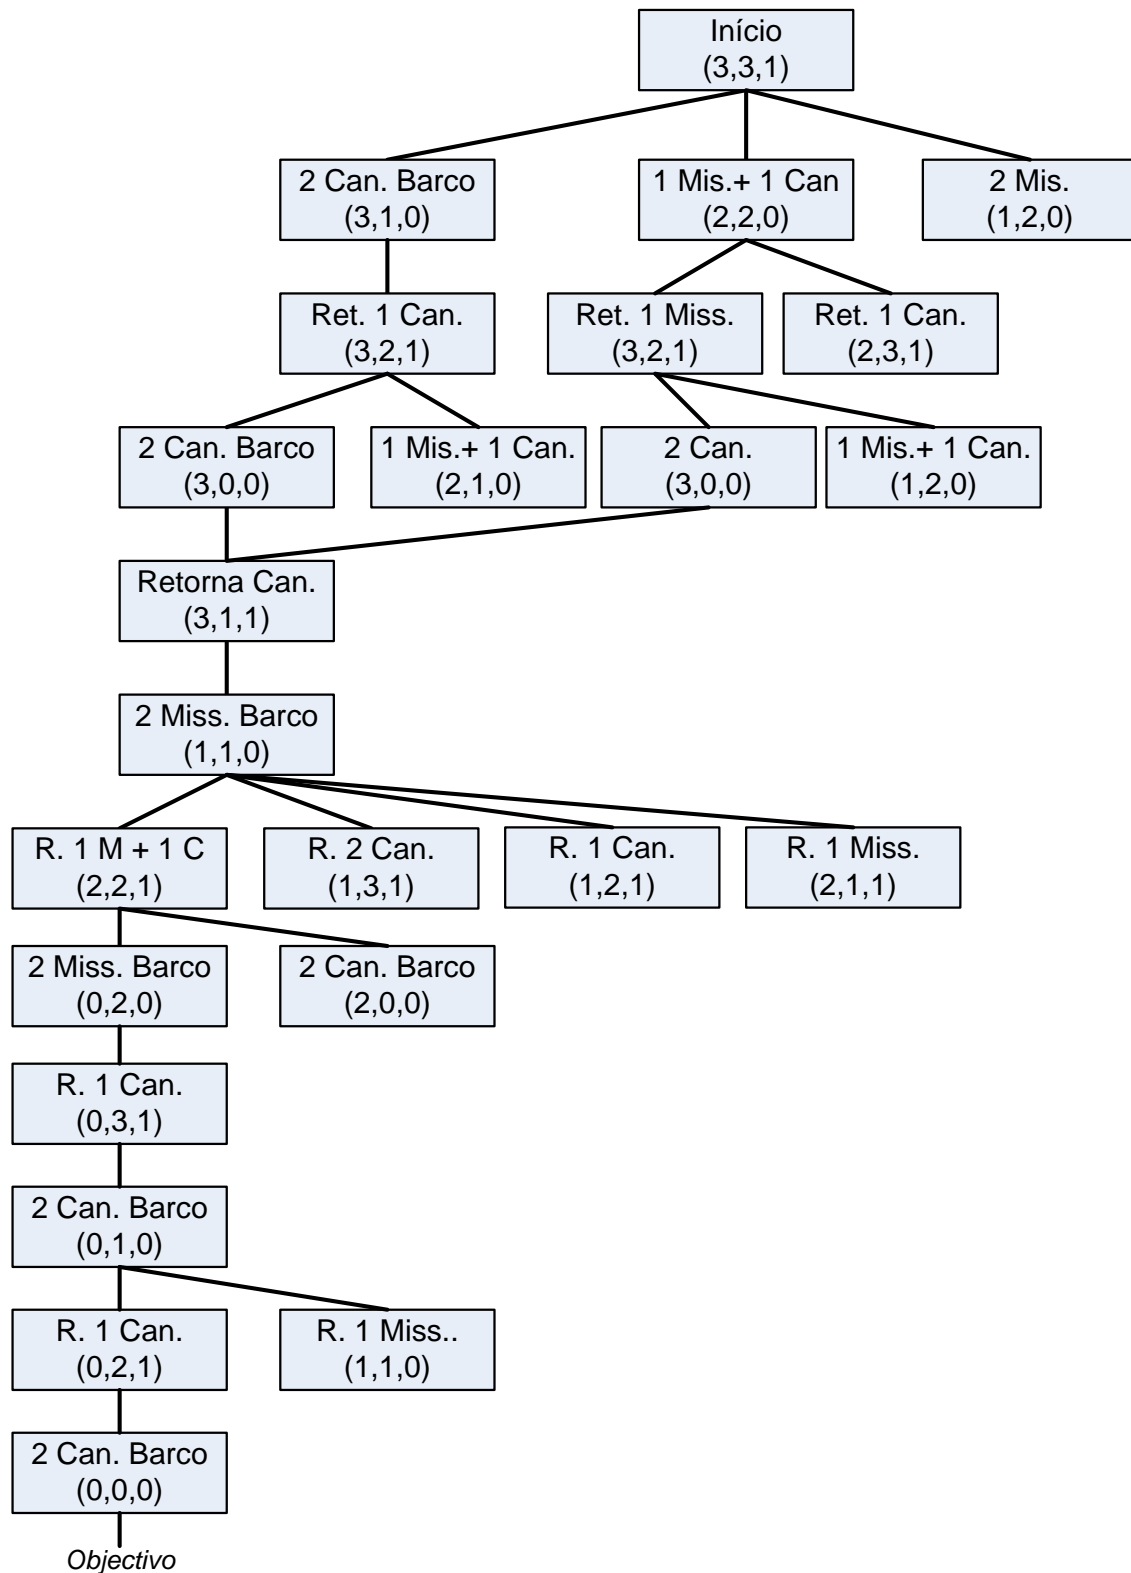 Início
(3,3,1)
2 Can. Barco
(3,1,0)
1 Mis.+ 1 Can
(2,2,0)
2 Mis.
(1,2,0)
Ret. 1 Can.
(3,2,1)
Ret. 1 Miss.
(3,2,1)
Ret. 1 Can.
(2,3,1)
2 Can. Barco
(3,0,0)
1 Mis.+ 1 Can.
(2,1,0)
2 Can.
(3,0,0)
1 Mis.+ 1 Can.
(1,2,0)
Retorna Can.
(3,1,1)
2 Miss. Barco
(1,1,0)
R. 1 M + 1 C
(2,2,1)
R. 2 Can.
(1,3,1)
R. 1 Can.
(1,2,1)
R. 1 Miss.
(2,1,1)
2 Miss. Barco
(0,2,0)
2 Can. Barco
(2,0,0)
R. 1 Can.
(0,3,1)
2 Can. Barco
(0,1,0)
R. 1 Can.
(0,2,1)
R. 1 Miss..
(1,1,0)
2 Can. Barco
(0,0,0)
Objectivo